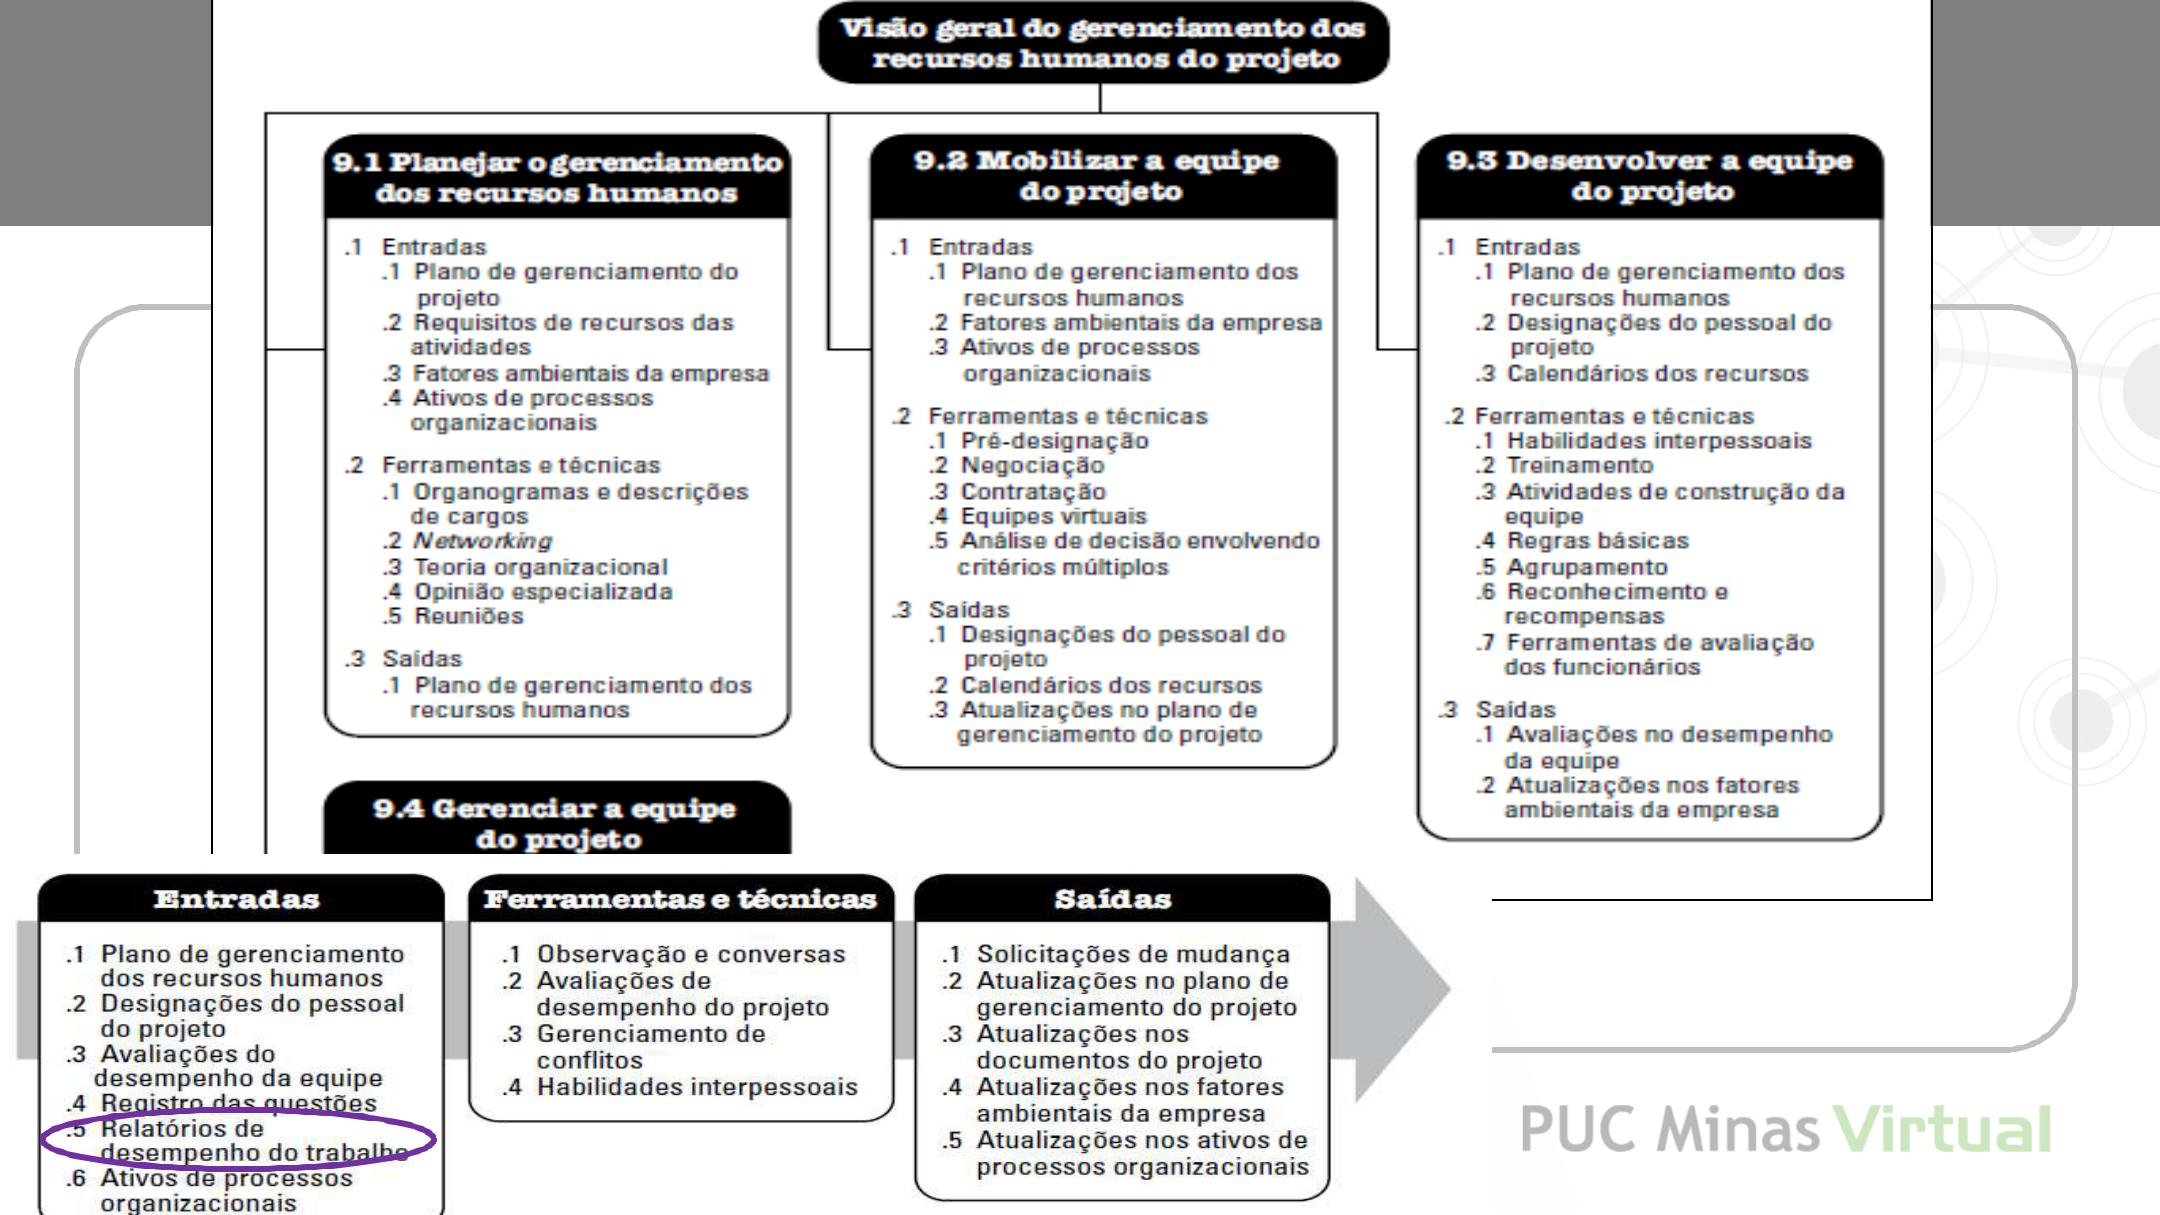 Visão geral do gerenciamento dos
recursos humanos do projeto
9.1 Planejar o gerenciamento
dos recursos humanos
.1 Entradas
.1 Plano de gerenciamento do
projeto
.2 Requisitos de recursos das
atividades
.3 Fatores ambientais da empresa
.4 Ativos de processos
organizacionais
.2 Ferramentas e técnicas
.1 Organogramas e descrições
de cargos
.2 Networking
.3 Teoria organizacional
.4 Opinião especializada
.5 Reuniões
.3 Saídas
.1 Plano de gerenciamento dos
recursos humanos
9.2 Mobilizar a equipe
do projeto
.1 Entradas
.1 Plano de gerenciamento dos
recursos humanos
.2 Fatores ambientais da empresa
.3 Ativos de processos
organizacionais
.2 Ferramentas e técnicas
.1 Pré-designação
.2 Negociação
.3 Contratação
.4 Equipes virtuais
.5 Análise de decisão envolvendo
critérios múltiplos
.3 Saídas
.1 Designações do pessoal do
projeto
.2 Calendários dos recursos
.3 Atualizações no plano de
gerenciamento do projeto
9.3 Desenvolver a equipe
do projeto
.1 Entradas
.1 Plano de gerenciamento dos
recursos humanos
.2 Designações do pessoal do
projeto
.3 Calendários dos recursos
.2 Ferramentas e técnicas
.1 Habilidades interpessoais
.2 Treinamento
.3 Atividades de construção da
equipe
.4 Regras básicas
.5 Agrupamento
.6 Reconhecimento e
recompensas
.7 Ferramentas de avaliação
dos funcionários
.3 Saídas
.1 Avaliações no desempenho
da equipe
.2 Atualizações nos fatores
ambientais da empresa
9.4 Gerenciar a equipe
do projeto
Entradas
.1 Plano de gerenciamento
dos recursos humanos
.2 Designações do pessoal
do projeto
.3 Avaliações do
desempenho da equipe
.4 Registro das questões
.5 Relatórios de
desempenho do trabalho
.6 Ativos de processos
organizacionais
Ferramentas e técnicas
.1 Observação e conversas
.2 Avaliações de
desempenho do projeto
.3 Gerenciamento de
conflitos
.4 Habilidades interpessoais
Saídas
.1 Solicitações de mudança
.2 Atualizações no plano de
gerenciamento do projeto
.3 Atualizações nos
documentos do projeto
.4 Atualizações nos fatores
ambientais da empresa
.5 Atualizações nos ativos de
processos organizacionais
PUC Minas Virtual